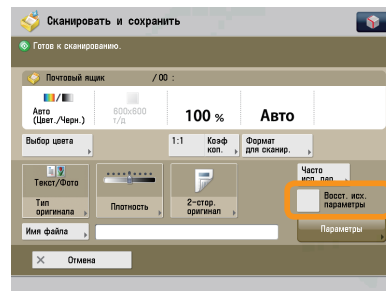 Сканировать и сохранить
Готов к сканированию.
Почтовый ящик /00 :
Авто
(Цвет./Черн.)
600x600
т/д
100 %
Авто
Выбор цвета
1:1
Коэф
коп.
Формат
для сканир.
Текст/Фото
Тип
оригинала
Плотность
2-стор.
оригинал
Часто
исп. пар.
Восст. исх.
параметры
Имя файла
Параметры
Отмена